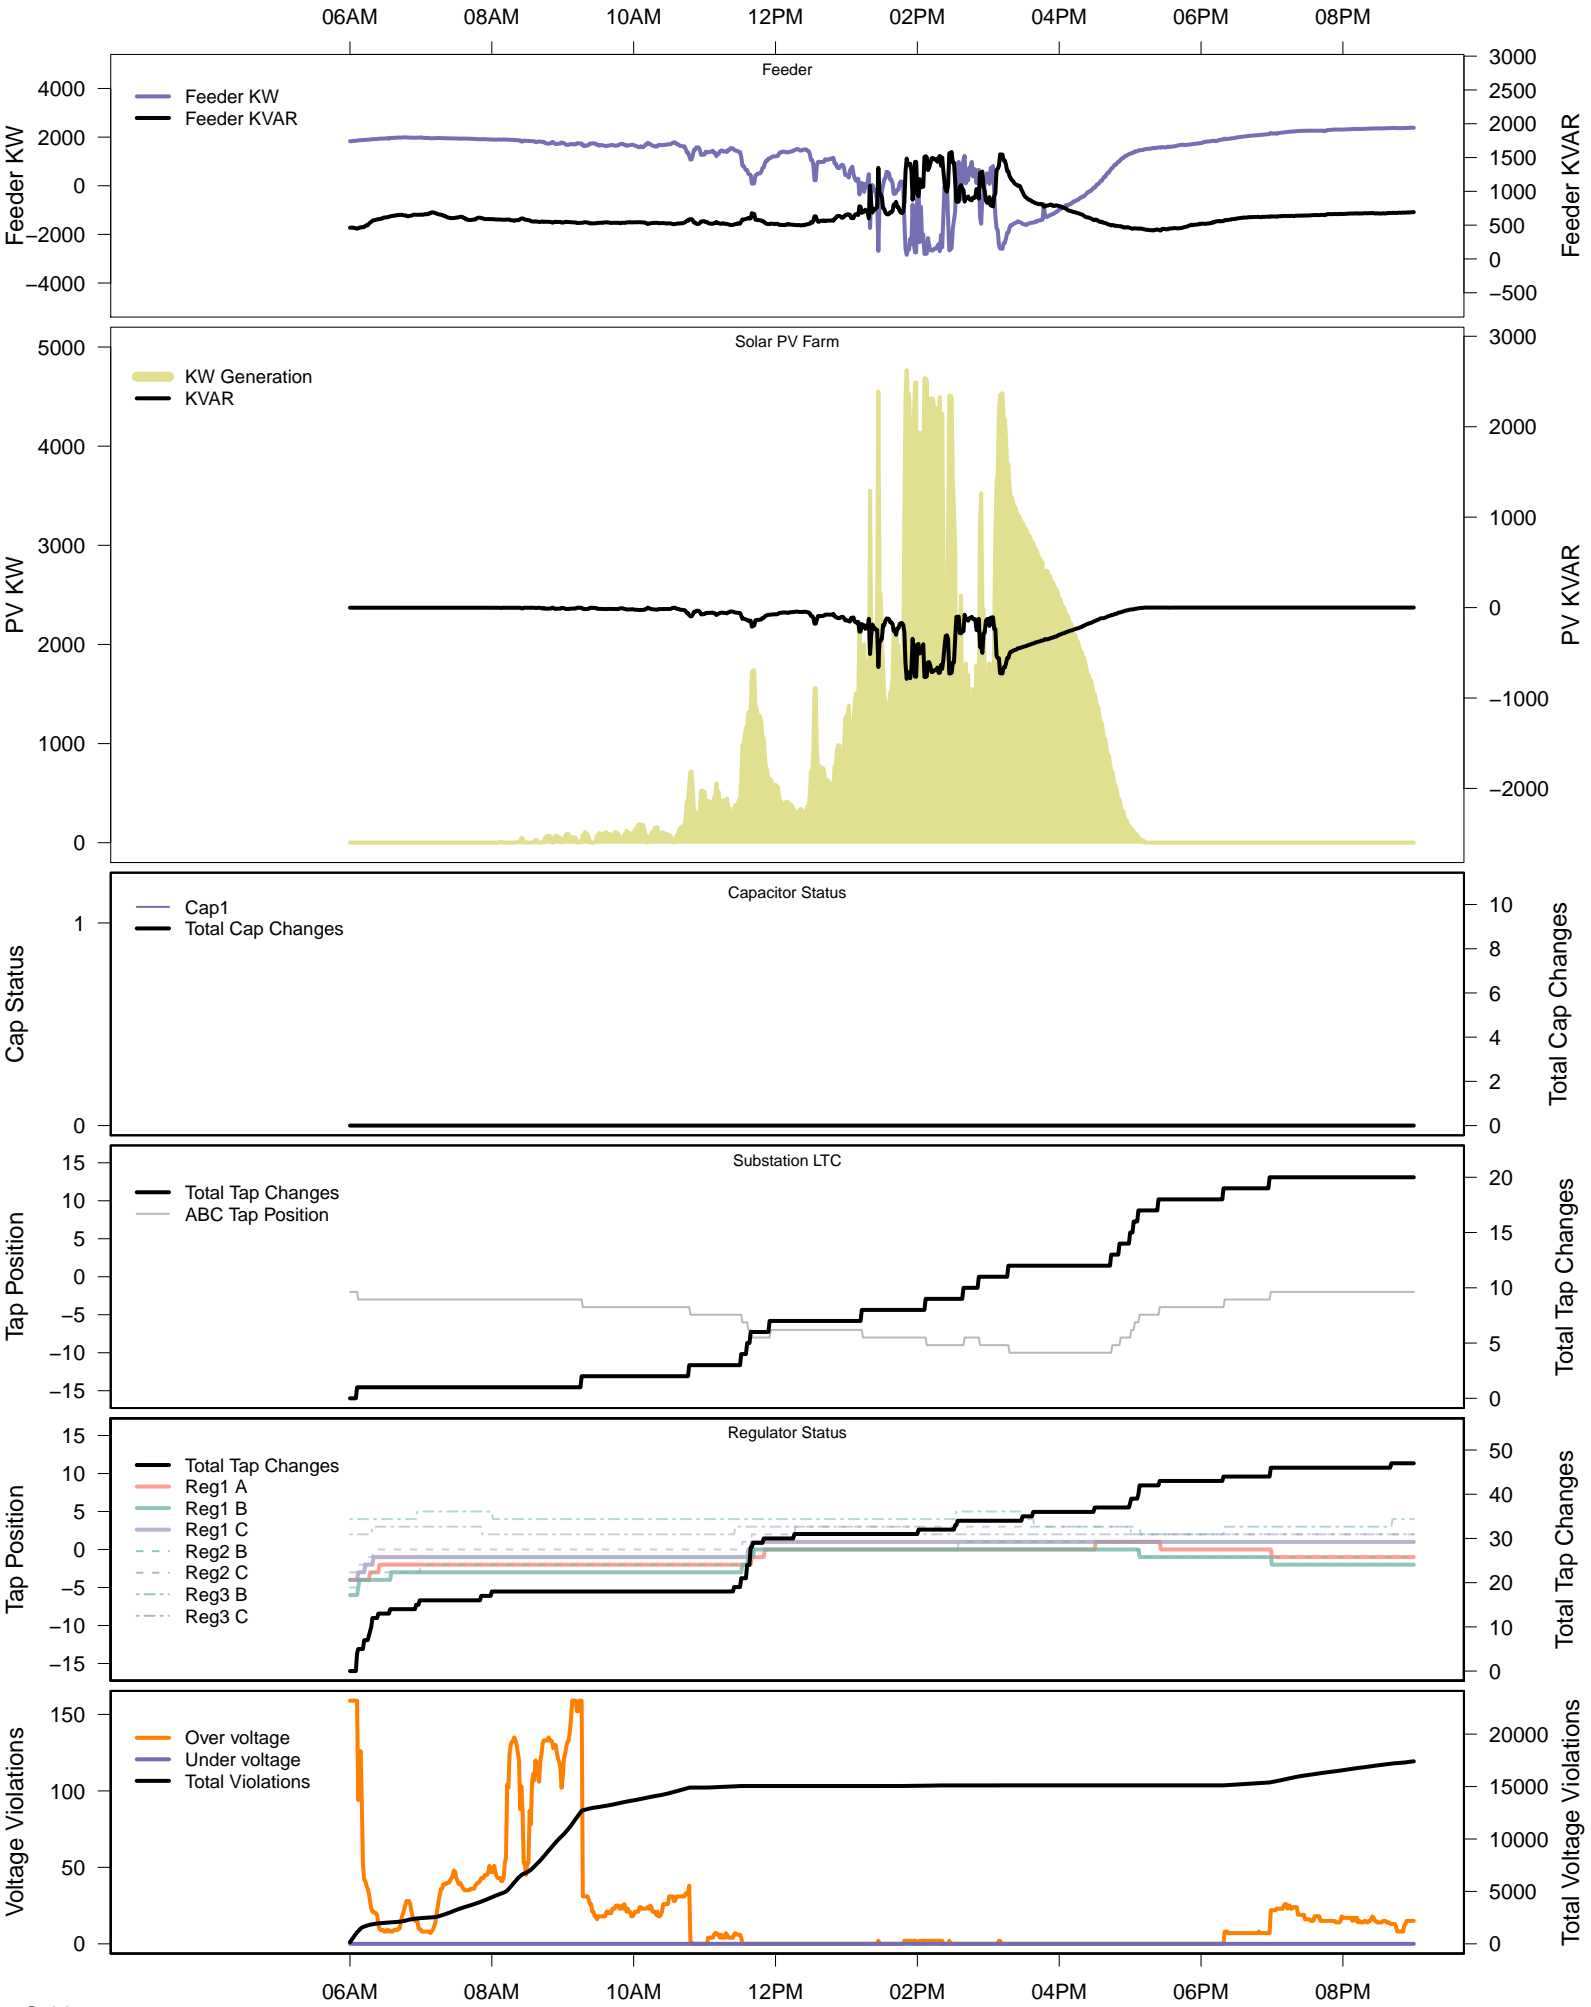 06AM 08AM 10AM 12PM 02PM 04PM 06PM 08PM
Feeder
Feeder KW
Feeder KVAR
4000
2000
0
−2000
−4000
Feeder KW
3000
2500
2000
1500
1000
500
0
−500
Feeder KVAR
Solar PV Farm
KW Generation
KVAR
5000
4000
3000
2000
1000
0
PV KW
3000
2000
1000
0
−1000
−2000
PV KVAR
Capacitor Status
Cap1
Total Cap Changes
1
0
Cap Status
10
8
6
4
2
0
Total Cap Changes
Substation LTC
Total Tap Changes
ABC Tap Position
15
10
5
0
−5
−10
−15
Tap Position
20
15
10
5
0
Total Tap Changes
Regulator Status
Total Tap Changes
Reg1 A
Reg1 B
Reg1 C
Reg2 B
Reg2 C
Reg3 B
Reg3 C
15
10
5
0
−5
−10
−15
Tap Position
50
40
30
20
10
0
Total Tap Changes
Over voltage
Under voltage
Total Violations
150
100
50
0
Voltage Violations
20000
15000
10000
5000
0
Total Voltage Violations
06AM 08AM 10AM 12PM 02PM 04PM 06PM 08PM